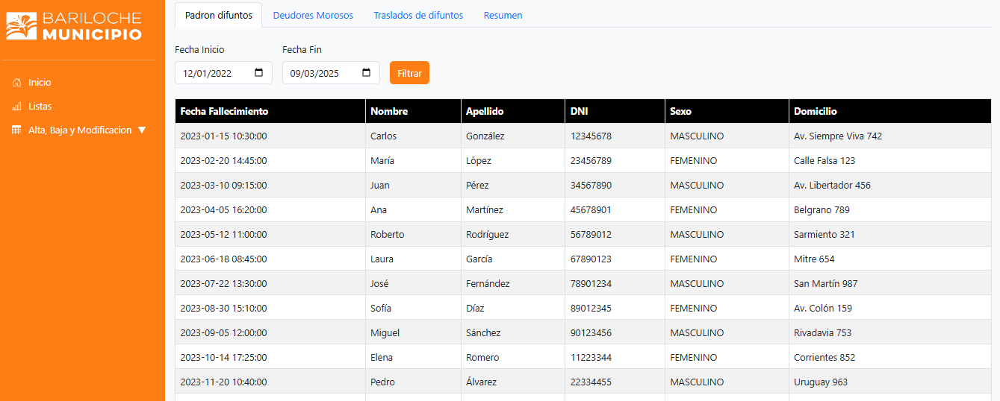 BARILOCHE
MUNICIPIO
Inicio
Listas
Alta, Baja y Modificacion
Padron difuntos Deudores Morosos Traslados de difuntos Resumen
Fecha Inicio Fecha Fin
12/01/2022 09/03/2025 Filtrar
Fecha Fallecimiento Nombre Apellido DNI Sexo Domicilio
2023-01-15 10:30:00 Carlos González 12345678 MASCULINO Av. Siempre Viva 742
2023-02-20 14:45:00 María López 23456789 FEMENINO Calle Falsa 123
2023-03-10 09:15:00 Juan Pérez 34567890 MASCULINO Av. Libertador 456
2023-04-05 16:20:00 Ana Martínez 45678901 FEMENINO Belgrano 789
2023-05-12 11:00:00 Roberto Rodríguez 56789012 MASCULINO Sarmiento 321
2023-06-18 08:45:00 Laura García 67890123 FEMENINO Mitre 654
2023-07-22 13:30:00 José Fernández 78901234 MASCULINO San Martín 987
2023-08-30 15:10:00 Sofía Díaz 89012345 FEMENINO Av. Colón 159
2023-09-05 12:00:00 Miguel Sánchez 90123456 MASCULINO Rivadavia 753
2023-10-14 17:25:00 Elena Romero 11223344 FEMENINO Corrientes 852
2023-11-20 10:40:00 Pedro Álvarez 22334455 MASCULINO Uruguay 963